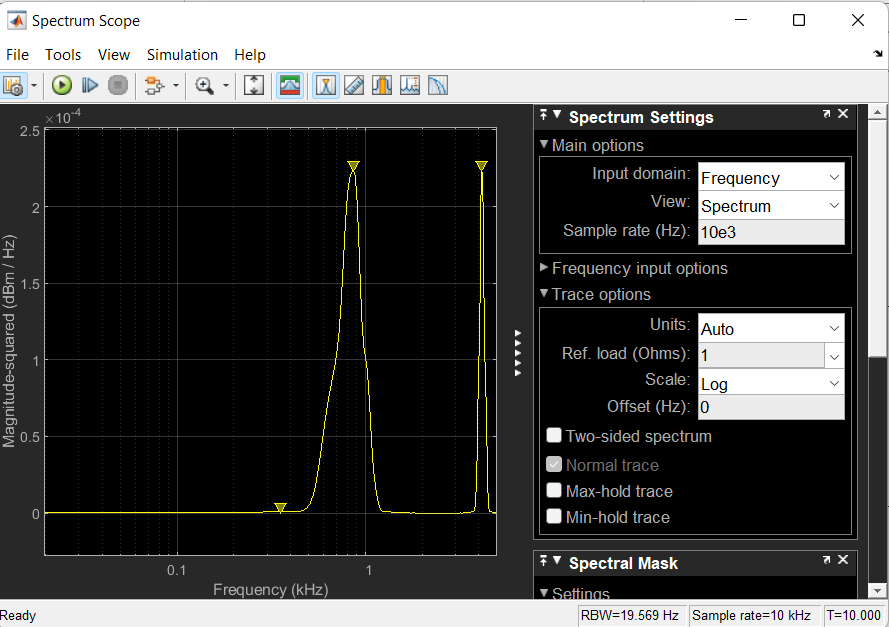 Spectrum Scope
File Tools View Simulation Help
×10⁻⁴
2.5
2
1.5
1
0.5
0
Magnitude-squared (dBm / Hz)
0.1 1
Frequency (kHz)
Spectrum Settings
Main options
Input domain: Frequency
View: Spectrum
Sample rate (Hz): 10e3
Frequency input options
Trace options
Units: Auto
Ref. load (Ohms): 1
Scale: Log
Offset (Hz): 0
Two-sided spectrum
Normal trace
Max-hold trace
Min-hold trace
Spectral Mask
Settings
Ready RBW=19.569 Hz Sample rate=10 kHz T=10.000